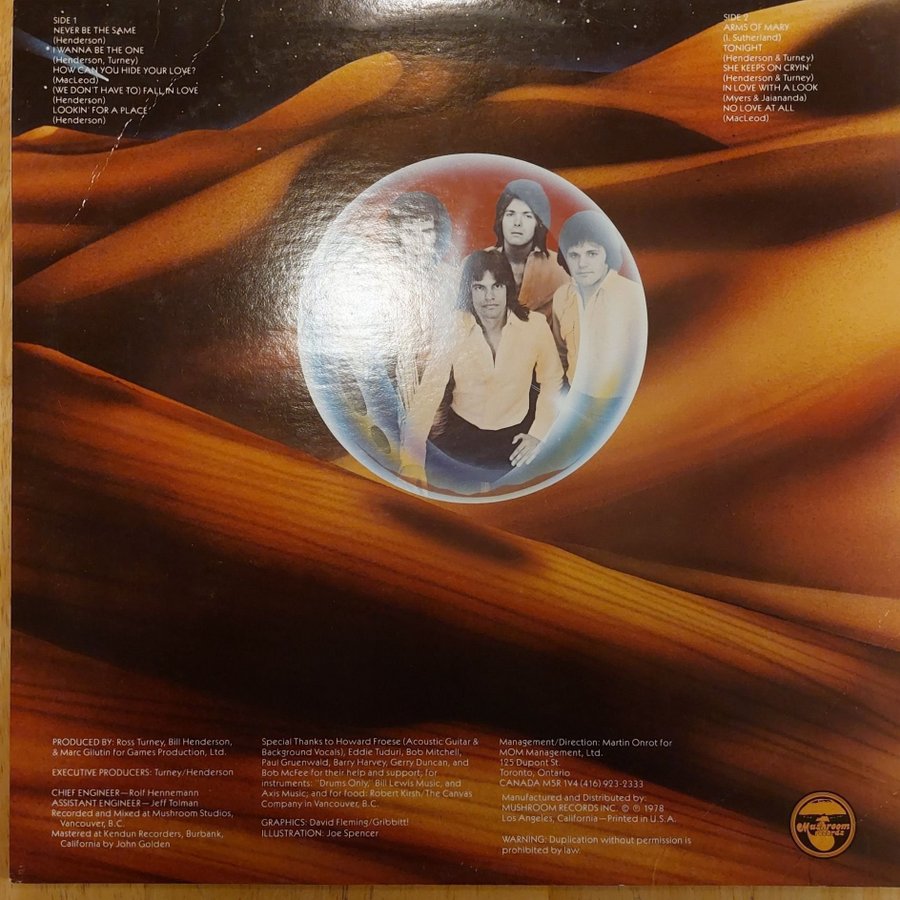 SIDE 1
NEVER BE THE SAME
(Henderson)
• I WANNA BE THE ONE
(Henderson, Turney)
HOW CAN YOU HIDE YOUR LOVE?
(MacLeod)
• (WE DON'T HAVE TO) FALL IN LOVE
(Henderson)
LOOKIN' FOR A PLACE
(Henderson)
SIDE 2
ARMS OF MARY
(I. Sutherland)
TONIGHT
(Henderson & Turney)
SHE KEEPS ON CRYIN'
(Henderson & Turney)
IN LOVE WITH A LOOK
(Myers & Jaiananda)
NO LOVE AT ALL
(MacLeod)
PRODUCED BY: Ross Turney, Bill Henderson,
& Marc Gilutin for Games Production, Ltd.
EXECUTIVE PRODUCERS: Turney/Henderson
CHIEF ENGINEER—Rolf Hennemann
ASSISTANT ENGINEER—Jeff Tolman
Recorded and Mixed at Mushroom Studios,
Vancouver, B.C.
Mastered at Kendun Recorders, Burbank,
California by John Golden
Special Thanks to Howard Froese (Acoustic Guitar &
Background Vocals), Eddie Tuduri, Bob Mitchell,
Paul Gruenwald, Barry Harvey, Gerry Duncan, and
Bob McFee for their help and support; for
instruments: "Drums Only," Bill Lewis Music, and
Axis Music; and for food: Robert Kirsh/The Canvas
Company in Vancouver, B.C.
GRAPHICS: David Fleming/Gribbitt!
ILLUSTRATION: Joe Spencer
Management/Direction: Martin Onrot for
MOM Management, Ltd.
125 Dupont St.
Toronto, Ontario
CANADA M5R 1V4 (416) 923-2333
Manufactured and Distributed by:
MUSHROOM RECORDS INC. © ℗ 1978
Los Angeles, California—Printed in U.S.A.
WARNING: Duplication without permission is
prohibited by law.
Mushroom
records